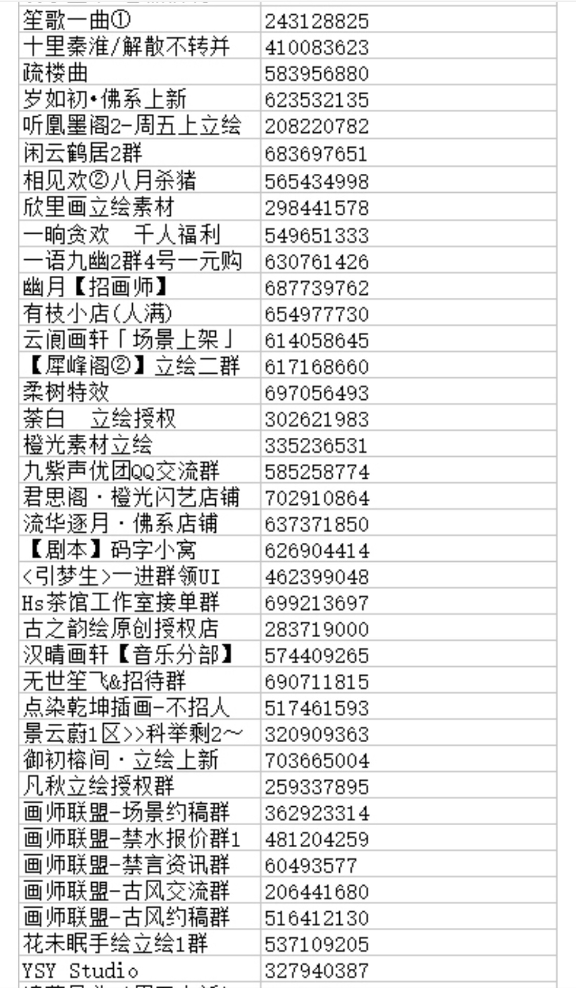 笙歌一曲① 243128825
十里秦淮/解散不转并 410083623
疏楼曲 583956880
岁如初•佛系上新 623532135
听凰墨阁2-周五上立绘 208220782
闲云鹤居2群 683697651
相见欢②八月杀猪 565434998
欣里画立绘素材 298441578
一晌贪欢　千人福利 549651333
一语九幽2群4号一元购 630761426
幽月【招画师】 687739762
有枝小店(人满) 654977730
云阆画轩「场景上架」 614058645
【犀峰阁②】立绘二群 617168660
柔树特效 697056493
荼白　立绘授权 302621983
橙光素材立绘 335236531
九紫声优团QQ交流群 585258774
君思阁·橙光闪艺店铺 702910864
流华逐月·佛系店铺 637371850
【剧本】码字小窝 626904414
<引梦生>一进群领UI 462399048
Hs茶馆工作室接单群 699213697
古之韵绘原创授权店 283719000
汉晴画轩【音乐分部】 574409265
无世笙飞&招待群 690711815
点染乾坤插画-不招人 517461593
景云蔚1区>>科举剩2～ 320909363
御初榕间·立绘上新 703665004
凡秋立绘授权群 259337895
画师联盟-场景约稿群 362923314
画师联盟-禁水报价群1 481204259
画师联盟-禁言资讯群 60493577
画师联盟-古风交流群 206441680
画师联盟-古风约稿群 516412130
花未眠手绘立绘1群 537109205
YSY Studio 327940387